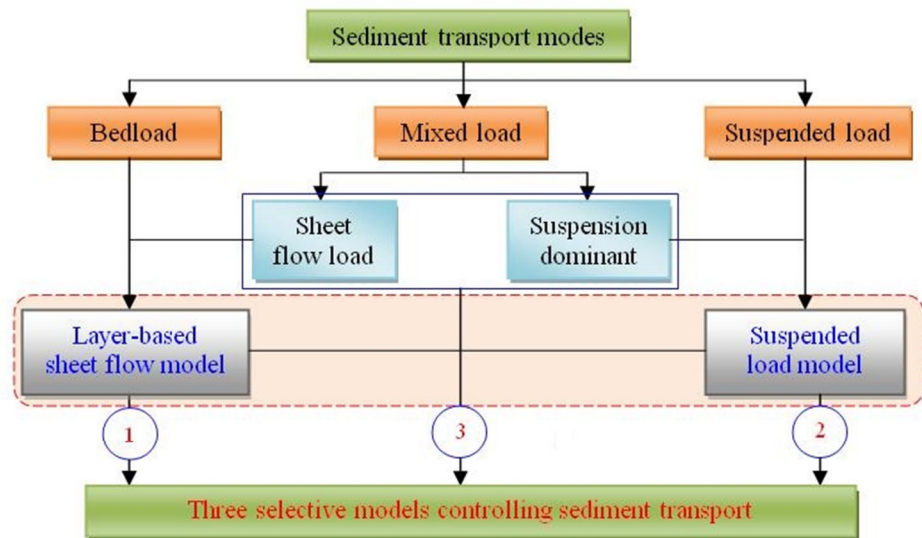 Sediment transport modes
Bedload
Mixed load
Suspended load
Sheet
flow load
Suspension
dominant
Layer-based
sheet flow model
Suspended
load model
1
3
2
Three selective models controlling sediment transport